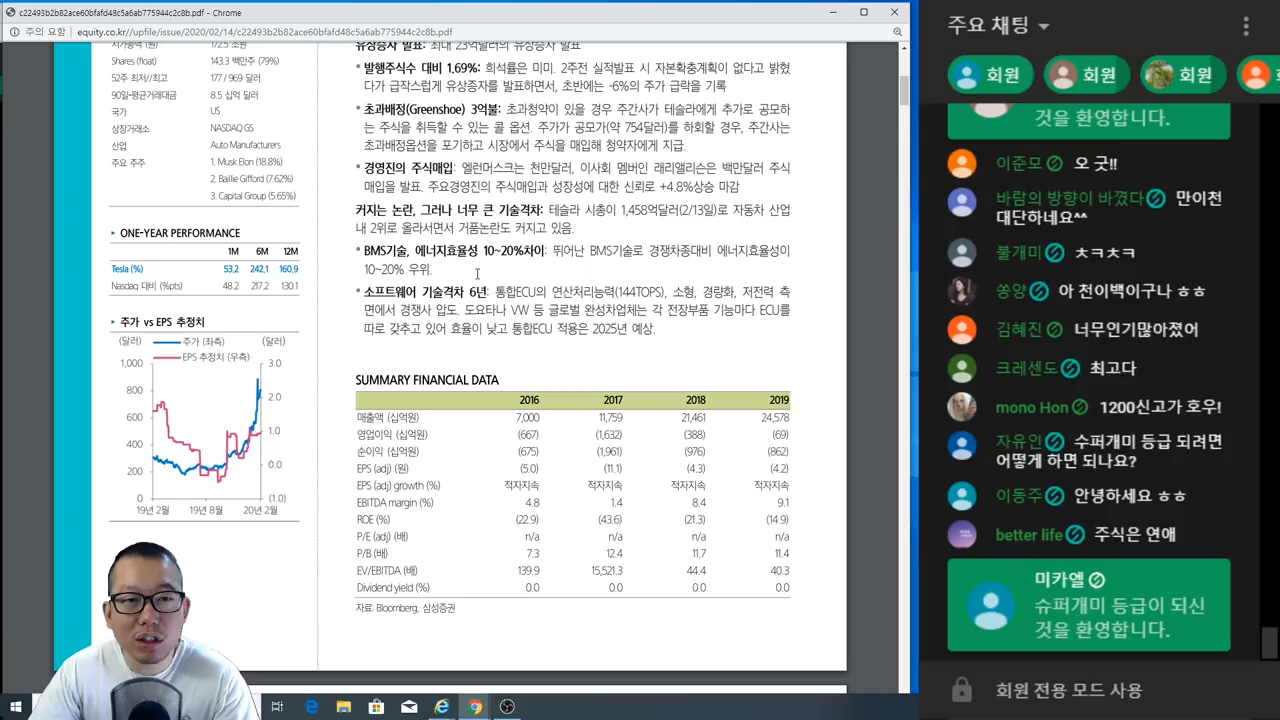 c22493b2b82ace60bfafd48c5a6ab775944c2c8b.pdf - Chrome
주의 요함
equity.co.kr/upfile/issue/2020/02/14/c22493b2b82ace60bfafd48c5a6ab775944c2c8b.pdf
시가총액 (원) 172.5 조원
Shares (float) 143.3 백만주 (79%)
52주 최저/최고 177 / 969 달러
90일-평균거래대금 8.5 십억 달러
국가 US
상장거래소 NASDAQ GS
산업 Auto Manufacturers
주요 주주 1. Musk Elon (18.8%)
2. Baillie Gifford (7.62%)
3. Capital Group (5.65%)
ONE-YEAR PERFORMANCE
1M 6M 12M
Tesla (%) 53.2 242.1 160.9
Nasdaq 대비 (%pts) 48.2 217.2 130.1
주가 vs EPS 추정치
(달러) 주가 (좌측) (달러)
EPS 추정치 (우측)
1,000 3.0
800 2.0
600 1.0
400 0.0
200
0 (1.0)
19년 2월 19년 8월 20년 2월
유상증자 발표: 최대 23억달러의 유상증자 발표
• 발행주식수 대비 1.69%: 희석률은 미미. 2주전 실적발표 시 자본확충계획이 없다고 밝혔
다가 급작스럽게 유상증자를 발표하면서, 초반에는 -6%의 주가 급락을 기록
• 초과배정(Greenshoe) 3억불: 초과청약이 있을 경우 주간사가 테슬라에게 추가로 공모하
는 주식을 취득할 수 있는 콜 옵션. 주가가 공모가(약 754달러)를 하회할 경우, 주간사는
초과배정옵션을 포기하고 시장에서 주식을 매입해 청약자에게 지급.
• 경영진의 주식매입: 엘런머스크는 천만달러, 이사회 멤버인 래리앨리슨은 백만달러 주식
매입을 발표. 주요경영진의 주식매입과 성장성에 대한 신뢰로 +4.8%상승 마감
커지는 논란, 그러나 너무 큰 기술격차: 테슬라 시총이 1,458억달러(2/13일)로 자동차 산업
내 2위로 올라서면서 거품논란도 커지고 있음.
• BMS기술, 에너지효율성 10~20%차이: 뛰어난 BMS기술로 경쟁차종대비 에너지효율성이
10~20% 우위.
• 소프트웨어 기술격차 6년: 통합ECU의 연산처리능력(144TOPS), 소형, 경량화, 저전력 측
면에서 경쟁사 압도. 도요타나 VW 등 글로벌 완성차업체는 각 전장부품 기능마다 ECU를
따로 갖추고 있어 효율이 낮고 통합ECU 적용은 2025년 예상.
SUMMARY FINANCIAL DATA
2016 2017 2018 2019
매출액 (십억원) 7,000 11,759 21,461 24,578
영업이익 (십억원) (667) (1,632) (388) (69)
순이익 (십억원) (675) (1,961) (976) (862)
EPS (adj) (원) (5.0) (11.1) (4.3) (4.2)
EPS (adj) growth (%) 적자지속 적자지속 적자지속 적자지속
EBITDA margin (%) 4.8 1.4 8.4 9.1
ROE (%) (22.9) (43.6) (21.3) (14.9)
P/E (adj) (배) n/a n/a n/a n/a
P/B (배) 7.3 12.4 11.7 11.4
EV/EBITDA (배) 139.9 15,521.3 44.4 40.3
Dividend yield (%) 0.0 0.0 0.0 0.0
자료: Bloomberg, 삼성증권
주요 채팅
회원 회원 회원 회
것을 환영합니다.
이준모 오 굿!!
바람의 방향이 바꼈다 만이천
대단하네요^^
불개미 ㅊㅋㅊㅋ
쏭양 아 천이백이구나 ㅎㅎ
김혜진 너무인기많아졌어
크레센도 최고다
mono Hon 1200신고가 호우!
자유인 수퍼개미 등급 되려면
어떻게 하면 되나요?
이동주 안녕하세요 ㅎㅎ
better life 주식은 연애
미카엘
슈퍼개미 등급이 되신
것을 환영합니다.
회원 전용 모드 사용